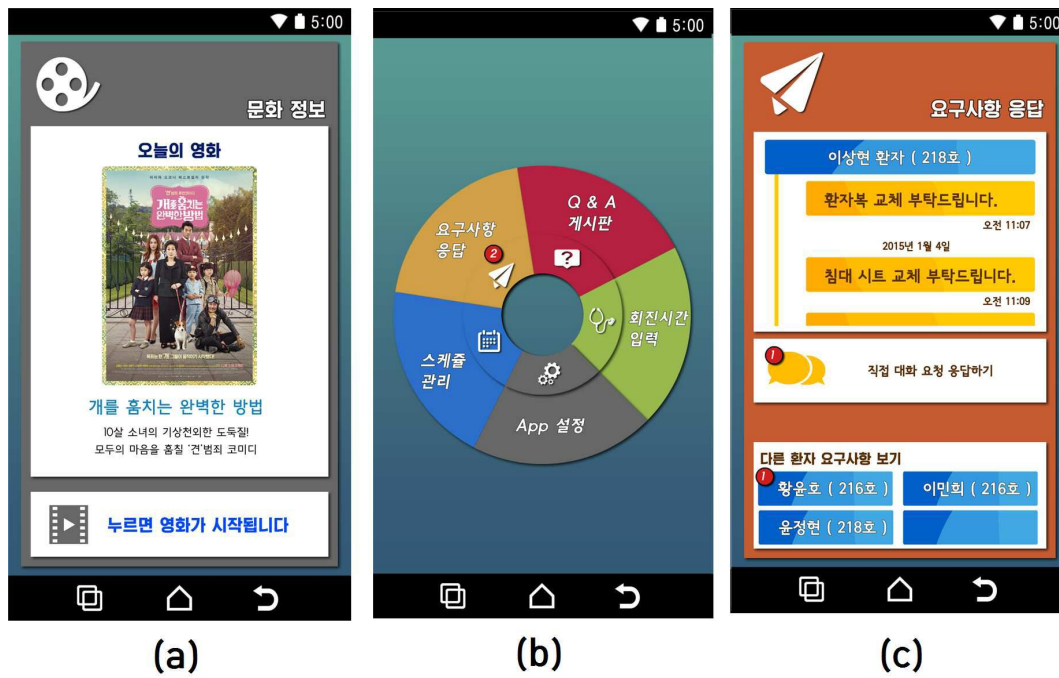 5:00
문화 정보
오늘의 영화
개를 훔치는
완벽한 방법
개를 훔치는 완벽한 방법
10살 소녀의 기상천외한 도둑질!
모두의 마음을 훔칠 '견'범죄 코미디
누르면 영화가 시작됩니다
(a)
5:00
Q & A
게시판
요구사항
응답
2
?
회진시간
입력
스케쥴
관리
App 설정
(b)
5:00
요구사항 응답
이상현 환자 ( 218호 )
환자복 교체 부탁드립니다.
오전 11:07
2015년 1월 4일
침대 시트 교체 부탁드립니다.
오전 11:09
1
직접 대화 요청 응답하기
다른 환자 요구사항 보기
1
황윤호 ( 216호 )
이민희 ( 216호 )
윤정현 ( 218호 )
(c)